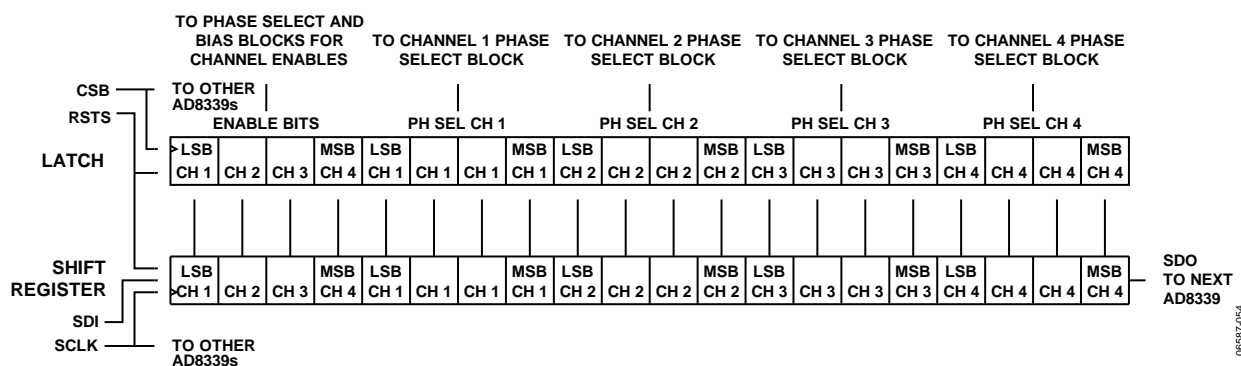 TO PHASE SELECT AND
BIAS BLOCKS FOR
CHANNEL ENABLES
TO CHANNEL 1 PHASE
SELECT BLOCK
TO CHANNEL 2 PHASE
SELECT BLOCK
TO CHANNEL 3 PHASE
SELECT BLOCK
TO CHANNEL 4 PHASE
SELECT BLOCK
CSB
TO OTHER
AD8339s
RSTS
ENABLE BITS PH SEL CH 1 PH SEL CH 2 PH SEL CH 3 PH SEL CH 4
LATCH
LSB MSB LSB MSB LSB MSB LSB MSB LSB MSB
CH 1 CH 2 CH 3 CH 4 CH 1 CH 1 CH 1 CH 1 CH 2 CH 2 CH 2 CH 2 CH 3 CH 3 CH 3 CH 3 CH 4 CH 4 CH 4 CH 4
SHIFT
REGISTER
LSB MSB LSB MSB LSB MSB LSB MSB LSB MSB
CH 1 CH 2 CH 3 CH 4 CH 1 CH 1 CH 1 CH 1 CH 2 CH 2 CH 2 CH 2 CH 3 CH 3 CH 3 CH 3 CH 4 CH 4 CH 4 CH 4
SDO
TO NEXT
AD8339
SDI
SCLK
TO OTHER
AD8339s
06587-054